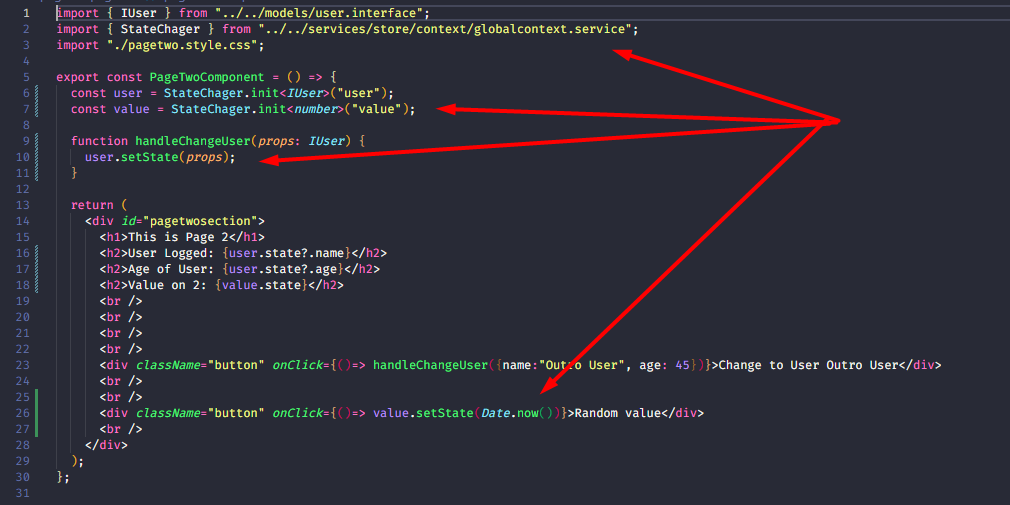 1 import { IUser } from "../../models/user.interface";
2 import { StateChager } from "../../services/store/context/globalcontext.service";
3 import "./pagetwo.style.css";
4
5 export const PageTwoComponent = () => {
6 const user = StateChager.init<IUser>("user");
7 const value = StateChager.init<number>("value");
8
9 function handleChangeUser(props: IUser) {
10 user.setState(props);
11 }
12
13 return (
14 <div id="pagetwosection">
15 <h1>This is Page 2</h1>
16 <h2>User Logged: {user.state?.name}</h2>
17 <h2>Age of User: {user.state?.age}</h2>
18 <h2>Value on 2: {value.state}</h2>
19 <br />
20 <br />
21 <br />
22 <br />
23 <div className="button" onClick={()=> handleChangeUser({name:"Outro User", age: 45})}>Change to User Outro User</div>
24 <br />
25 <br />
26 <div className="button" onClick={()=> value.setState(Date.now())}>Random value</div>
27 <br />
28 </div>
29 );
30 };
31